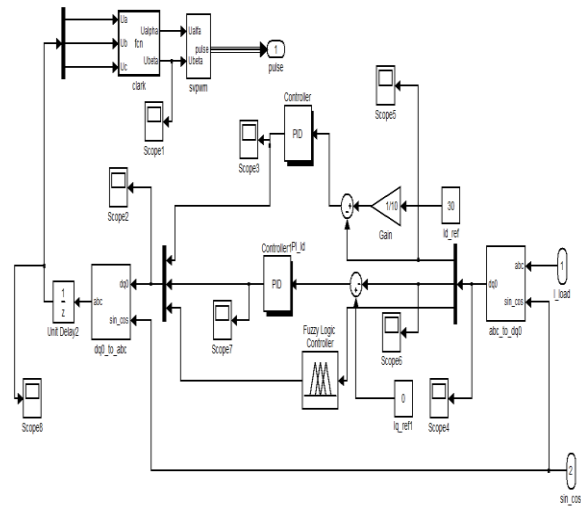 Ua
Ub
Uc
Ualpha
fcn
Ubeta
clark
Ualfa
pulse
Ubeta
svpwm
1
pulse
Scope1
Scope2
Scope3
Controller
PID
Scope5
1/10
Gain
30
Id_ref
Controller1
PI_Id
PID
Scope7
Fuzzy Logic
Controller
Scope6
0
Iq_ref1
Scope4
abc
dq0
sin_cos
abc_to_dq0
1
I_load
1
z
Unit Delay2
dq0
abc
sin_cos
dq0_to_abc
Scope8
2
sin_cos